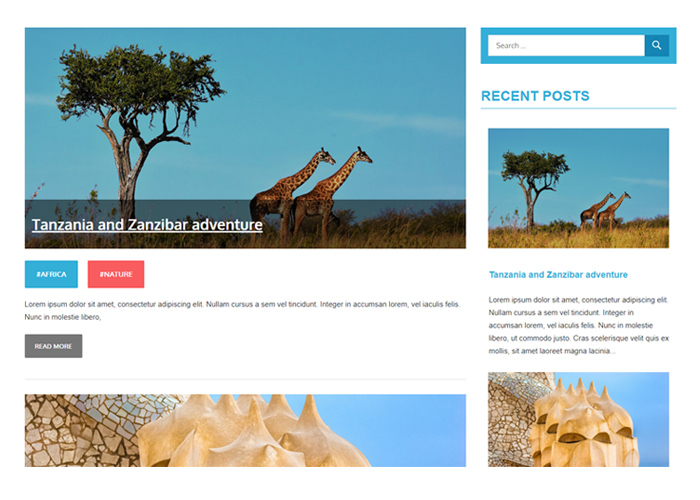 Tanzania and Zanzibar adventure
#AFRICA #NATURE
Lorem ipsum dolor sit amet, consectetur adipiscing elit. Nullam cursus a sem vel tincidunt. Integer in accumsan lorem, vel iaculis felis.
Nunc in molestie libero,
READ MORE
Search ...
RECENT POSTS
Tanzania and Zanzibar adventure
Lorem ipsum dolor sit amet, consectetur adipiscing elit.
Nullam cursus a sem vel tincidunt. Integer in
accumsan lorem, vel iaculis felis. Nunc in molestie
libero, ut commodo justo. Cras scelerisque velit quis ex
mollis, sit amet laoreet magna lacinia...